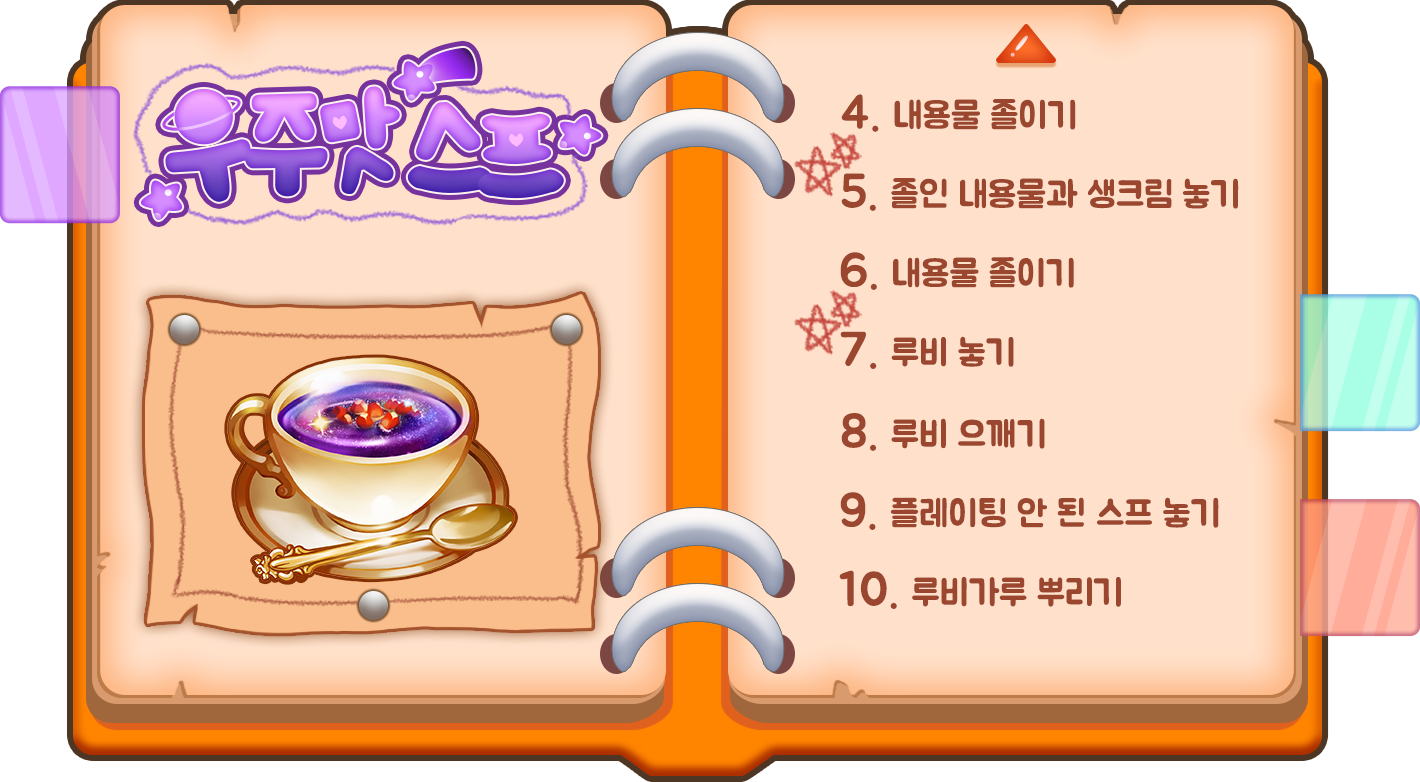 우주맛 스프
4. 내용물 졸이기
5. 졸인 내용물과 생크림 놓기
6. 내용물 졸이기
7. 루비 놓기
8. 루비 으깨기
9. 플레이팅 안 된 스프 놓기
10. 루비가루 뿌리기